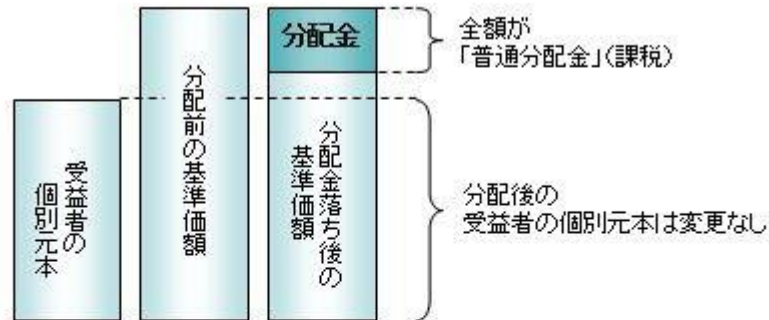 分配金
全額が
「普通分配金」(課税)
受益者の
個別元本
分配前の基準価額
分配金落ち後の
基準価額
分配後の
受益者の個別元本は変更なし